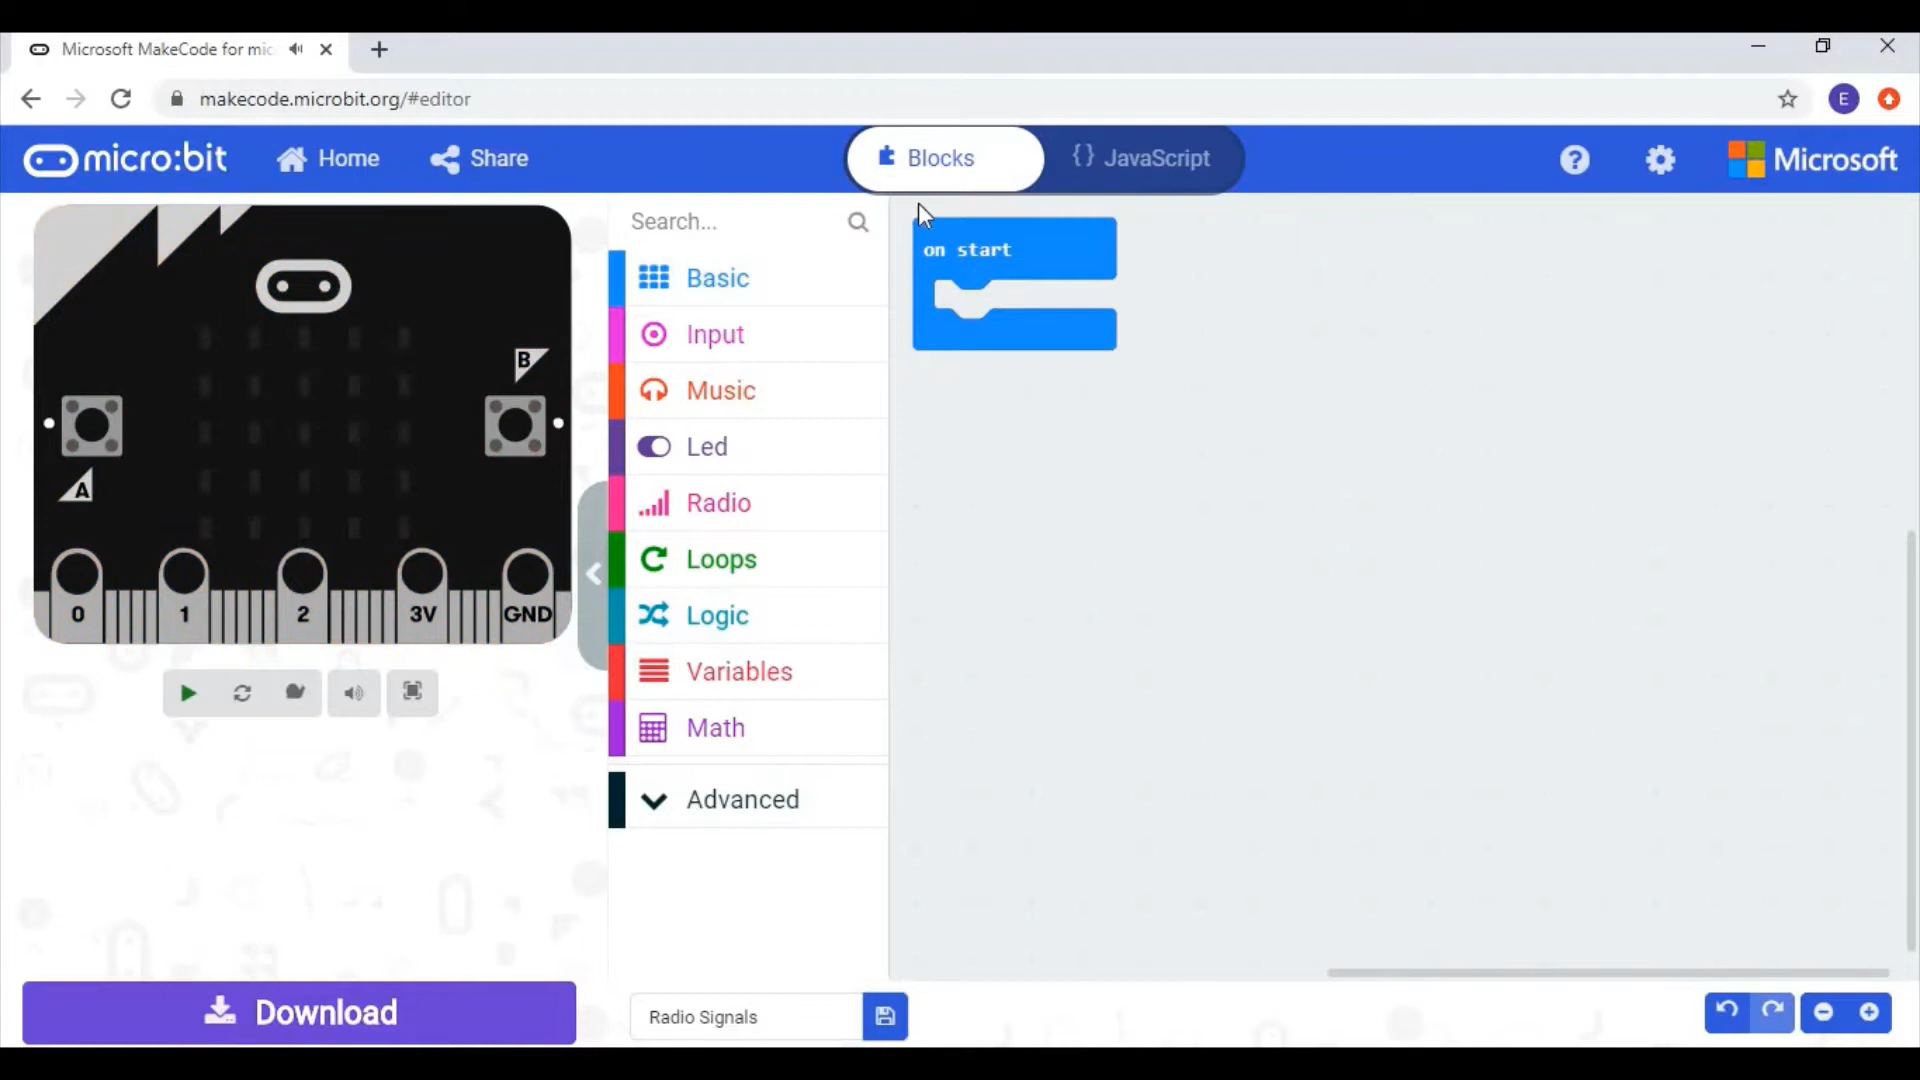 Microsoft MakeCode for mic
makecode.microbit.org/#editor
E
micro:bit
Home
Share
Blocks
{} JavaScript
?
Microsoft
Search...
Basic
Input
Music
Led
Radio
Loops
Logic
Variables
Math
Advanced
on start
B
A
0
1
2
3V
GND
Download
Radio Signals